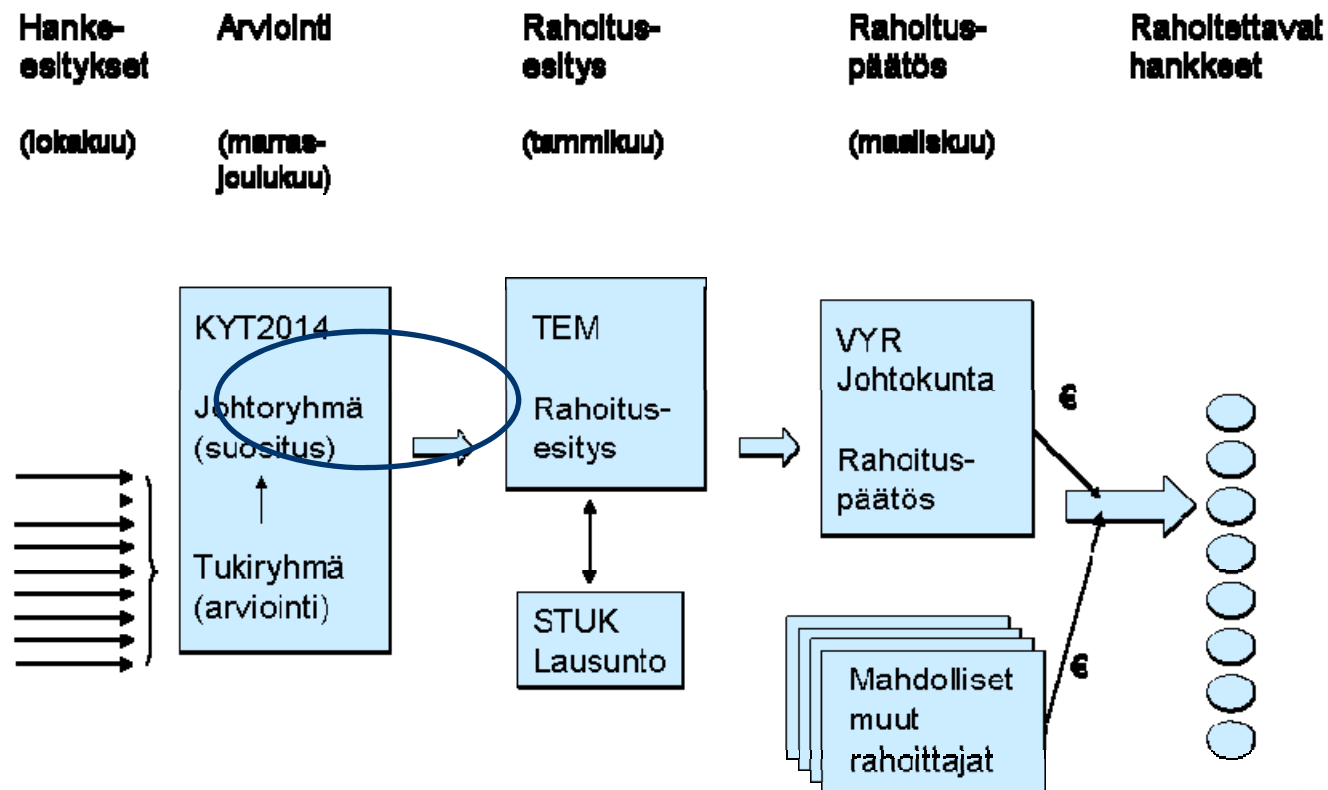 Hanke-
esitykset
(lokakuu)
Arviointi
(marras-
joulukuu)
Rahoitus-
esitys
(tammikuu)
Rahoitus-
päätös
(maaliskuu)
Rahoitettavat
hankkeet
KYT2014
Johtoryhmä
(suositus)
Tukiryhmä
(arviointi)
TEM
Rahoitus-
esitys
STUK
Lausunto
VYR
Johtokunta
Rahoitus-
päätös
€
Mahdolliset
muut
rahoittajat
€